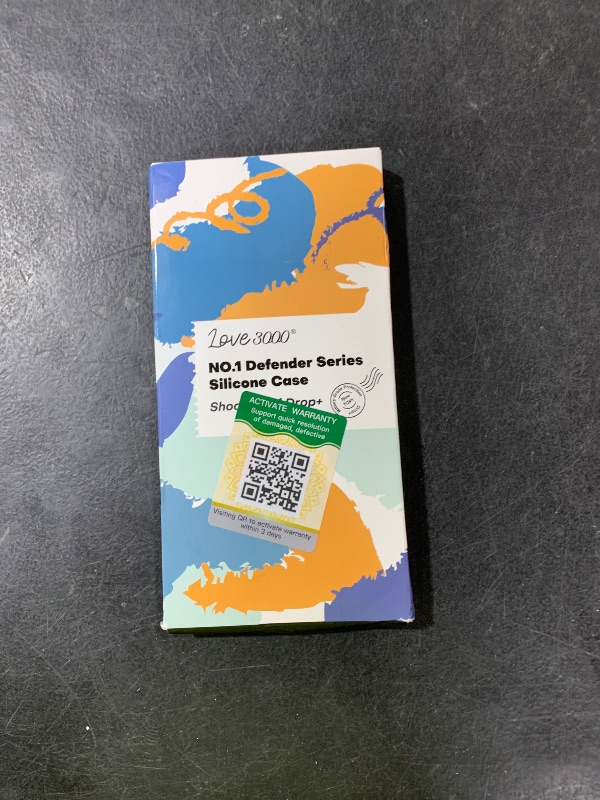 Love 3000®
NO.1 Defender Series
Silicone Case
Drop+
ACTIVATE WARRANTY
Support quick resolution
of damaged, defective
Visiting QR to activate warranty
within 3 days